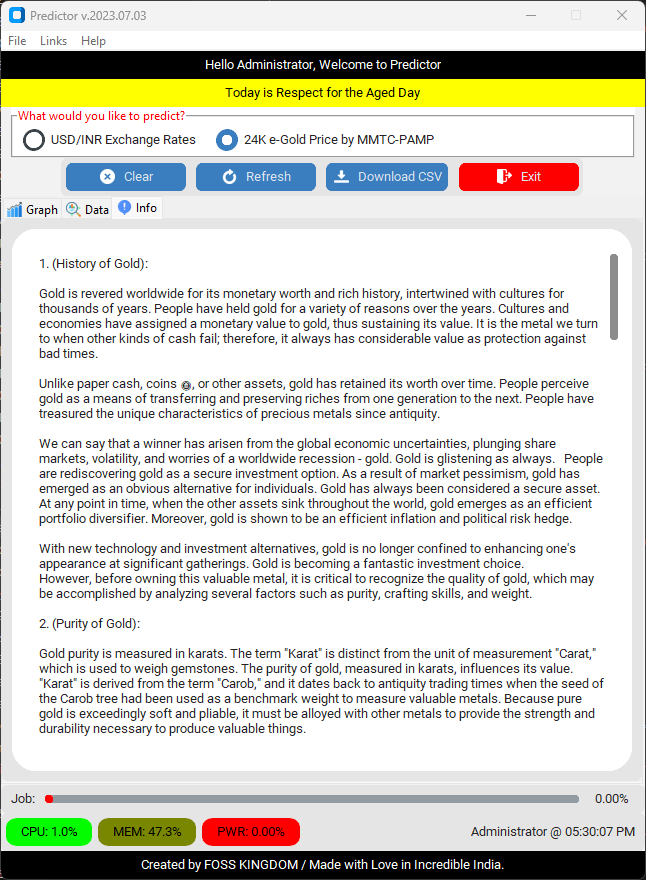 Predictor v.2023.07.03
File Links Help
Hello Administrator, Welcome to Predictor
Today is Respect for the Aged Day
What would you like to predict?
USD/INR Exchange Rates 24K e-Gold Price by MMTC-PAMP
Clear Refresh Download CSV Exit
Graph Data Info
1. (History of Gold):
Gold is revered worldwide for its monetary worth and rich history, intertwined with cultures for
thousands of years. People have held gold for a variety of reasons over the years. Cultures and
economies have assigned a monetary value to gold, thus sustaining its value. It is the metal we turn
to when other kinds of cash fail; therefore, it always has considerable value as protection against
bad times.
Unlike paper cash, coins , or other assets, gold has retained its worth over time. People perceive
gold as a means of transferring and preserving riches from one generation to the next. People have
treasured the unique characteristics of precious metals since antiquity.
We can say that a winner has arisen from the global economic uncertainties, plunging share
markets, volatility, and worries of a worldwide recession - gold. Gold is glistening as always. People
are rediscovering gold as a secure investment option. As a result of market pessimism, gold has
emerged as an obvious alternative for individuals. Gold has always been considered a secure asset.
At any point in time, when the other assets sink throughout the world, gold emerges as an efficient
portfolio diversifier. Moreover, gold is shown to be an efficient inflation and political risk hedge.
With new technology and investment alternatives, gold is no longer confined to enhancing one's
appearance at significant gatherings. Gold is becoming a fantastic investment choice.
However, before owning this valuable metal, it is critical to recognize the quality of gold, which may
be accomplished by analyzing several factors such as purity, crafting skills, and weight.
2. (Purity of Gold):
Gold purity is measured in karats. The term "Karat" is distinct from the unit of measurement "Carat,"
which is used to weigh gemstones. The purity of gold, measured in karats, influences its value.
"Karat" is derived from the term "Carob," and it dates back to antiquity trading times when the seed of
the Carob tree had been used as a benchmark weight to measure valuable metals. Because pure
gold is exceedingly soft and pliable, it must be alloyed with other metals to provide the strength and
durability necessary to produce valuable things.
Job: 0.00%
CPU: 1.0% MEM: 47.3% PWR: 0.00% Administrator @ 05:30:07 PM
Created by FOSS KINGDOM / Made with Love in Incredible India.